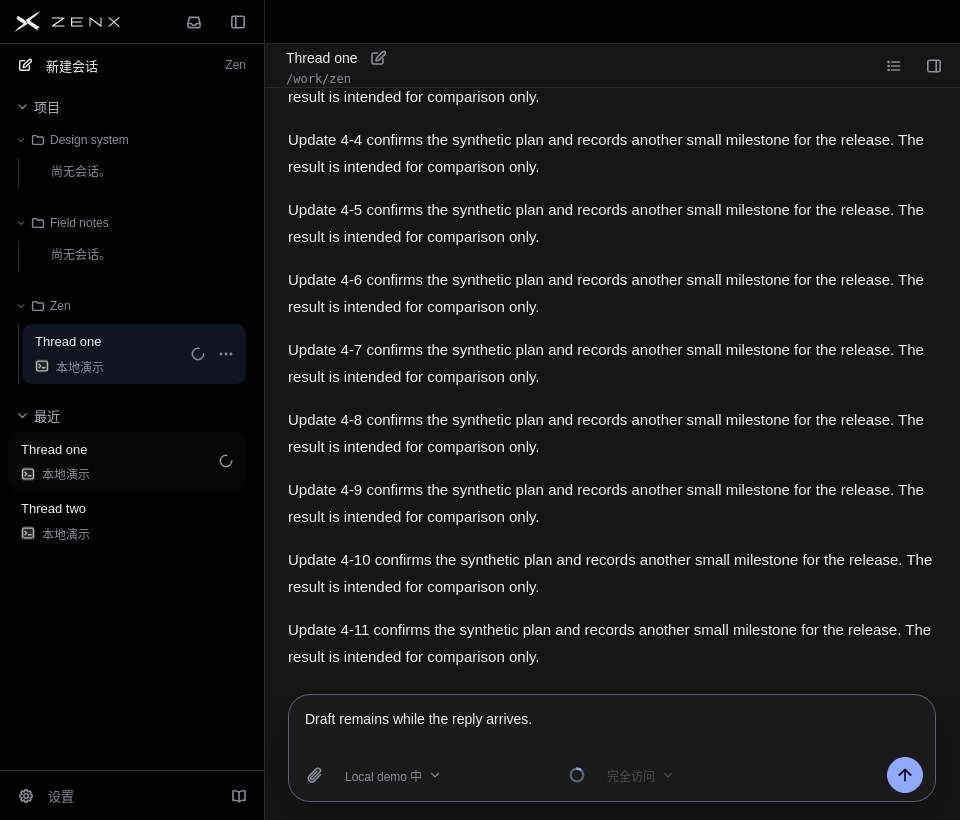 ZENX
新建会话
Zen
项目
Design system
尚无会话。
Field notes
尚无会话。
Zen
Thread one
本地演示
最近
Thread one
本地演示
Thread two
本地演示
设置
Thread one
/work/zen
result is intended for comparison only.
Update 4-4 confirms the synthetic plan and records another small milestone for the release. The
result is intended for comparison only.
Update 4-5 confirms the synthetic plan and records another small milestone for the release. The
result is intended for comparison only.
Update 4-6 confirms the synthetic plan and records another small milestone for the release. The
result is intended for comparison only.
Update 4-7 confirms the synthetic plan and records another small milestone for the release. The
result is intended for comparison only.
Update 4-8 confirms the synthetic plan and records another small milestone for the release. The
result is intended for comparison only.
Update 4-9 confirms the synthetic plan and records another small milestone for the release. The
result is intended for comparison only.
Update 4-10 confirms the synthetic plan and records another small milestone for the release. The
result is intended for comparison only.
Update 4-11 confirms the synthetic plan and records another small milestone for the release. The
result is intended for comparison only.
Draft remains while the reply arrives.
Local demo 中
完全访问